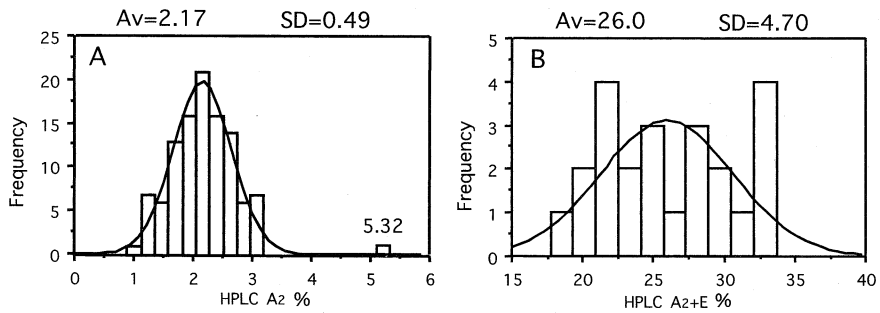 Av=2.17 SD=0.49
A
Frequency
25
20
15
10
5
0
5.32
0 1 2 3 4 5 6
HPLC A2 %
Av=26.0 SD=4.70
B
Frequency
5
4
3
2
1
0
15 20 25 30 35 40
HPLC A2+E %